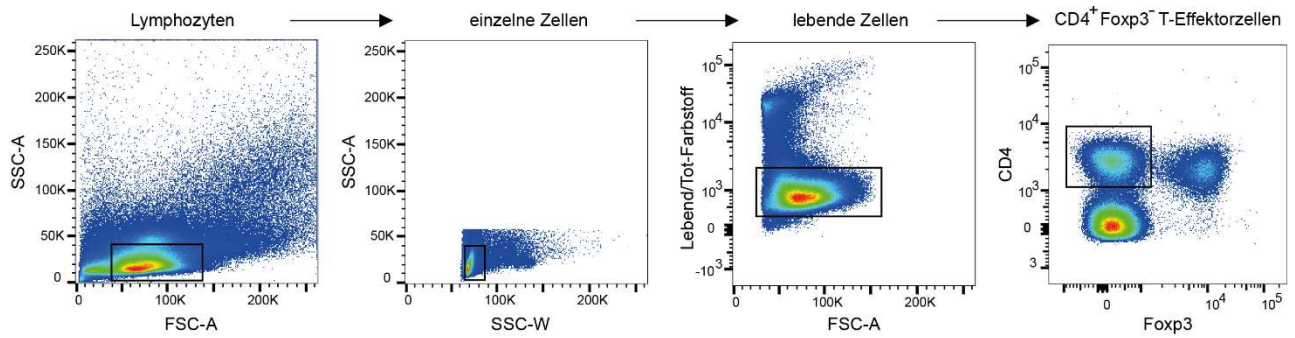 Lymphozyten
einzelne Zellen
lebende Zellen
CD4+Foxp3- T-Effektorzellen
SSC-A
250K
200K
150K
100K
50K
0
0
100K
200K
FSC-A
SSC-A
250K
200K
150K
100K
50K
0
0
100K
200K
SSC-W
Lebend/Tot-Farbstoff
10^5
10^4
10^3
0
-10^3
0
100K
200K
FSC-A
CD4
10^5
10^4
10^3
0
3
0
10^4
10^5
Foxp3